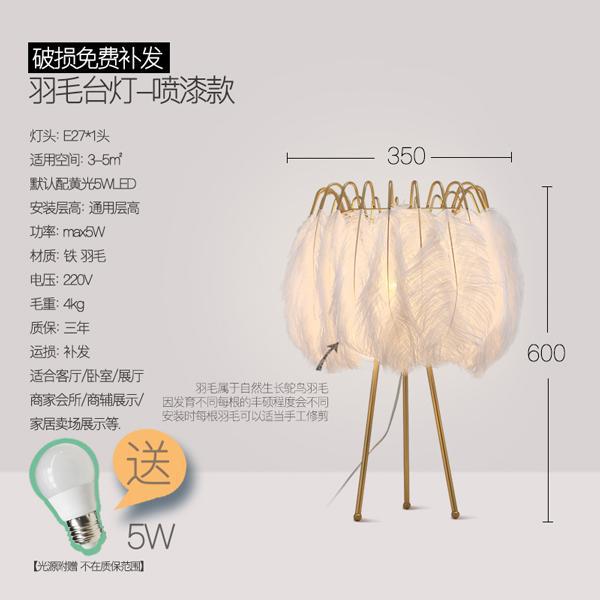 破损免费补发
羽毛台灯-喷漆款
灯头: E27*1头
适用空间: 3-5㎡
默认配黄光5WLED
安装层高: 通用层高
功率: max5W
材质: 铁 羽毛
电压: 220V
毛重: 4kg
质保: 三年
运损: 补发
适合客厅/卧室/展厅
商家会所/商辅展示/
家居卖场展示等.
350
600
羽毛属于自然生长鸵鸟羽毛
因发育不同每根的丰硕程度会不同
安装时每根羽毛可以适当手工修剪
送
5W
【光源附赠 不在质保范围】